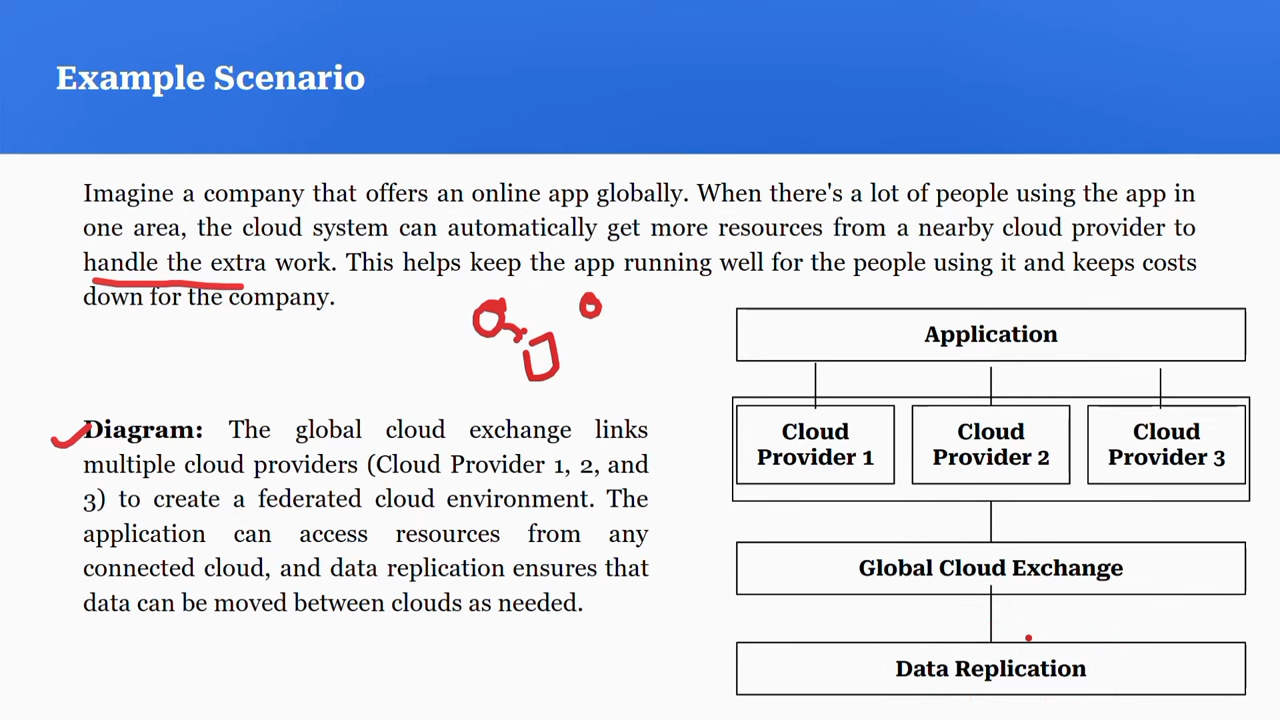 Example Scenario
Imagine a company that offers an online app globally. When there's a lot of people using the app in
one area, the cloud system can automatically get more resources from a nearby cloud provider to
handle the extra work. This helps keep the app running well for the people using it and keeps costs
down for the company.
Diagram: The global cloud exchange links
multiple cloud providers (Cloud Provider 1, 2, and
3) to create a federated cloud environment. The
application can access resources from any
connected cloud, and data replication ensures that
data can be moved between clouds as needed.
Application
Cloud
Provider 1
Cloud
Provider 2
Cloud
Provider 3
Global Cloud Exchange
Data Replication